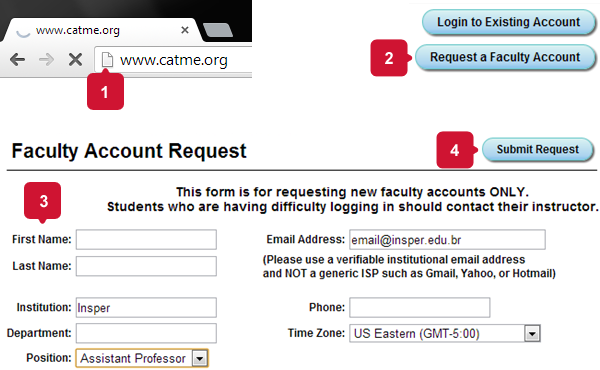 www.catme.org
www.catme.org
1
Login to Existing Account
2
Request a Faculty Account
Faculty Account Request
4
Submit Request
This form is for requesting new faculty accounts ONLY.
Students who are having difficulty logging in should contact their instructor.
3
First Name:
Last Name:
Email Address: email@insper.edu.br
(Please use a verifiable institutional email address
and NOT a generic ISP such as Gmail, Yahoo, or Hotmail)
Institution: Insper
Department:
Position: Assistant Professor
Phone:
Time Zone: US Eastern (GMT-5:00)